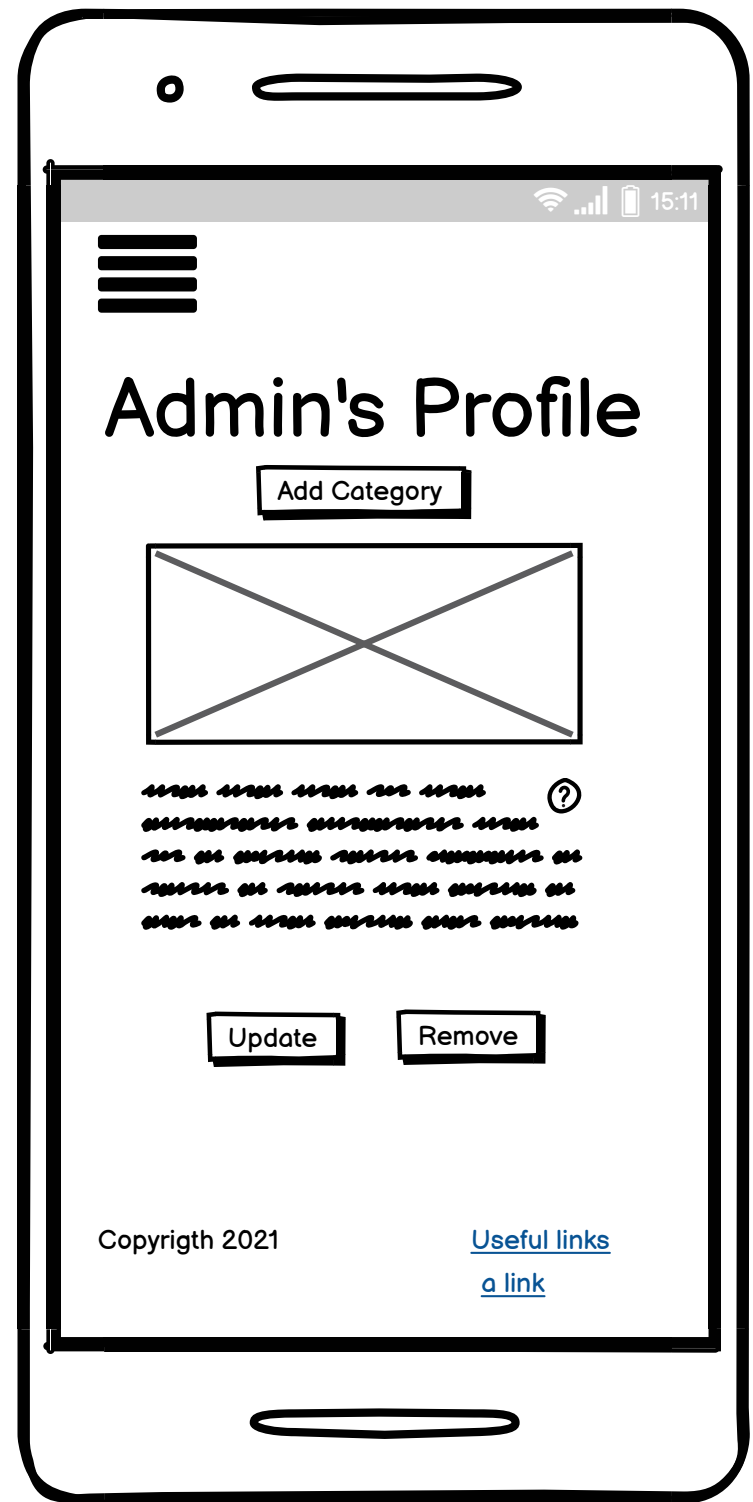 15:11
Admin's Profile
Add Category
?
Update
Remove
Copyrigth 2021
Useful links
a link